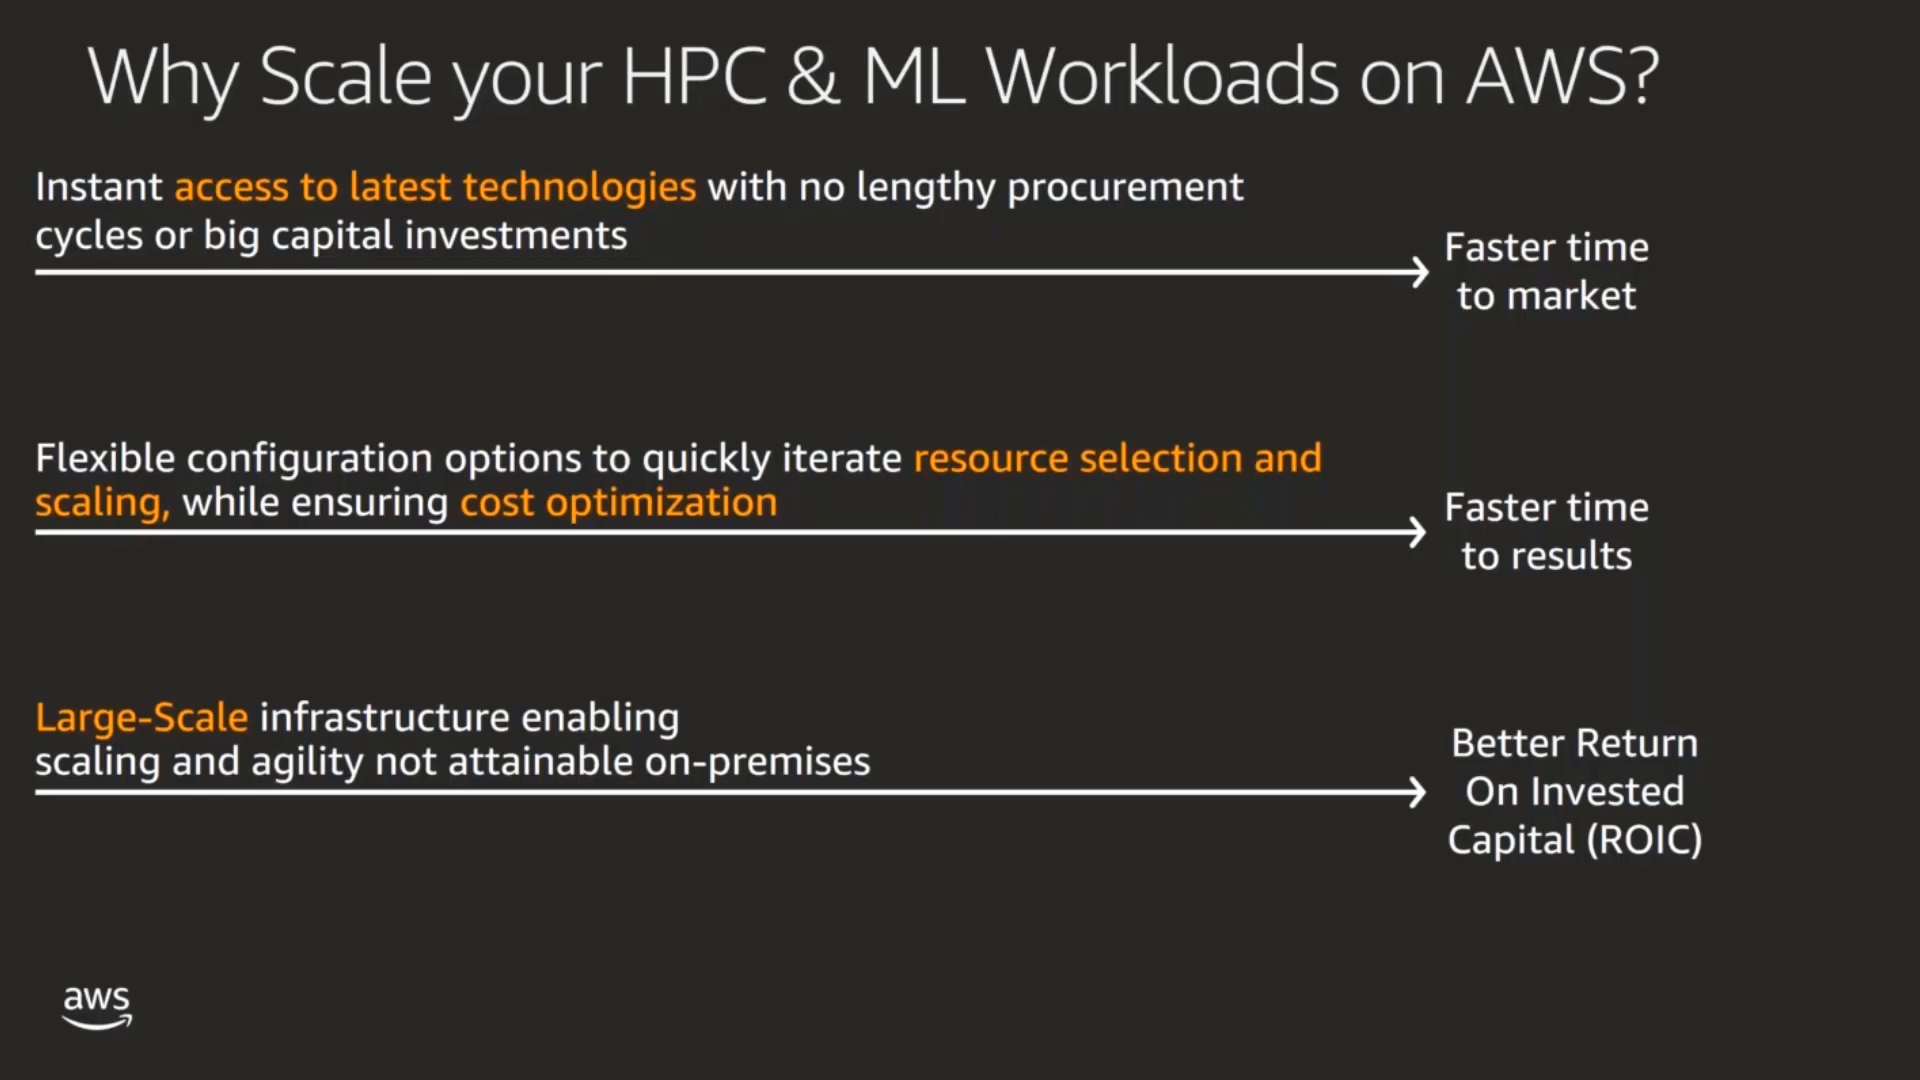 Why Scale your HPC & ML Workloads on AWS?
Instant access to latest technologies with no lengthy procurement
cycles or big capital investments
Faster time
to market
Flexible configuration options to quickly iterate resource selection and
scaling, while ensuring cost optimization
Faster time
to results
Large-Scale infrastructure enabling
scaling and agility not attainable on-premises
Better Return
On Invested
Capital (ROIC)
aws